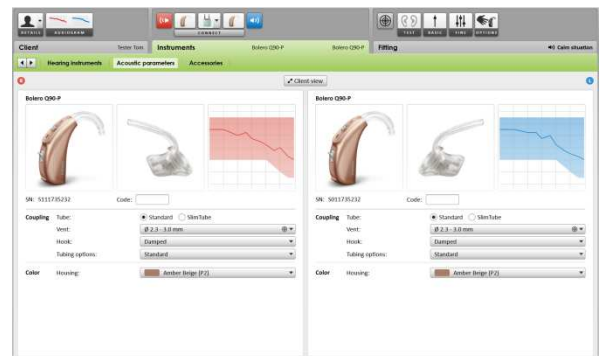 DETAILS AUDIOGRAM CONNECT TEST BASIC FINE OPTIONS
Client Tester Tom Instruments Bolero Q90-P Bolero Q90-P Fitting Calm situation
Hearing instruments Acoustic parameters Accessories
Client view
Bolero Q90-P Bolero Q90-P
SN: Code: SN: Code:
Coupling Tube: Standard SlimTube Coupling Tube: Standard SlimTube
Vent: Ø 2.3 - 3.0 mm Vent: Ø 2.3 - 3.0 mm
Hook: Damped Hook: Damped
Tubing options: Standard Tubing options: Standard
Color Housing: Amber Beige (P2) Color Housing: Amber Beige (P2)